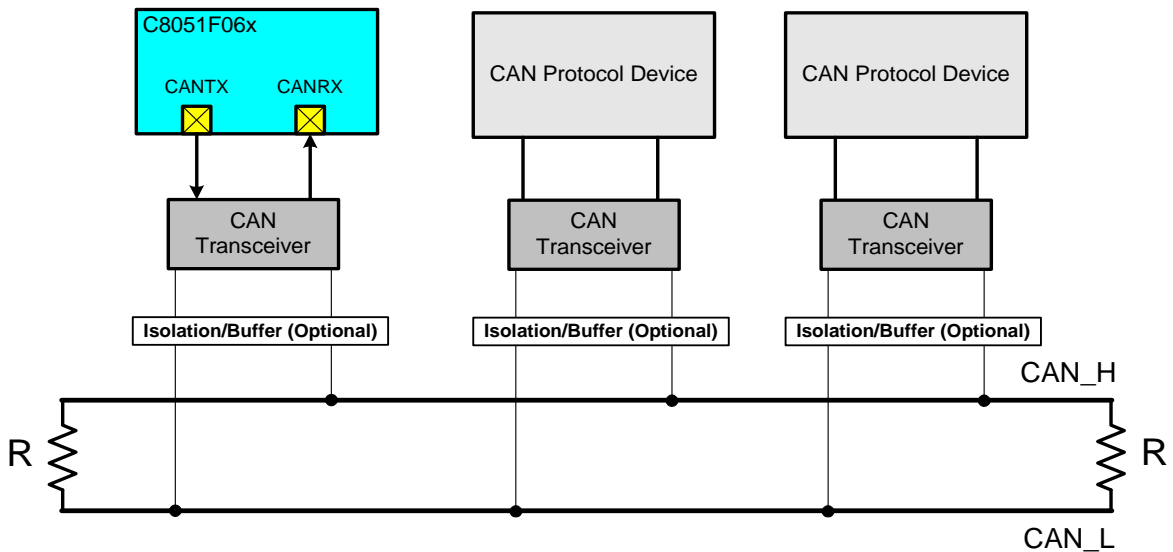 C8051F06x
CANTX CANRX
CAN Protocol Device
CAN Protocol Device
CAN
Transceiver
CAN
Transceiver
CAN
Transceiver
Isolation/Buffer (Optional)
Isolation/Buffer (Optional)
Isolation/Buffer (Optional)
CAN_H
R
R
CAN_L